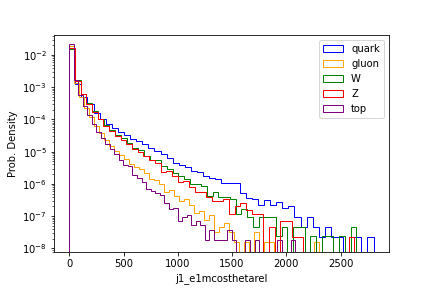 quark
gluon
W
Z
top
Prob. Density
10⁻²
10⁻³
10⁻⁴
10⁻⁵
10⁻⁶
10⁻⁷
10⁻⁸
0 500 1000 1500 2000 2500
j1_e1mcosthetarel